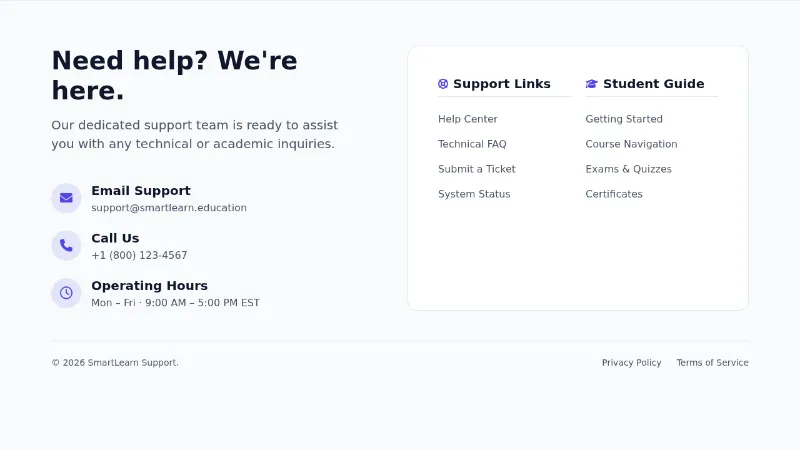 Need help? We're
here.
Our dedicated support team is ready to assist
you with any technical or academic inquiries.
Email Support
support@smartlearn.education
Call Us
+1 (800) 123-4567
Operating Hours
Mon – Fri · 9:00 AM – 5:00 PM EST
Support Links
Help Center
Technical FAQ
Submit a Ticket
System Status
Student Guide
Getting Started
Course Navigation
Exams & Quizzes
Certificates
© 2026 SmartLearn Support.
Privacy Policy
Terms of Service